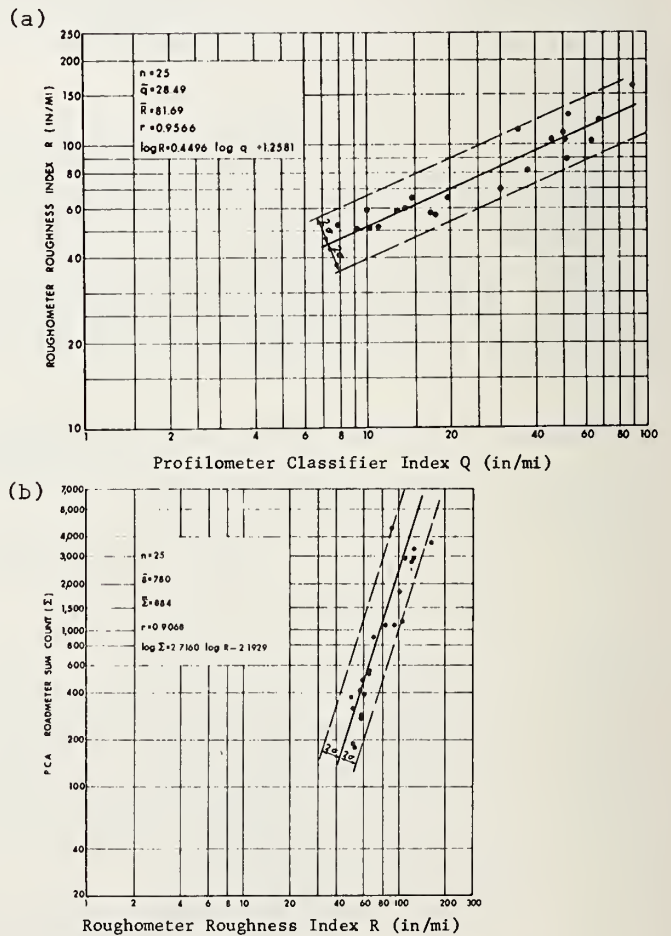 (a)
250
200
150
100
80
60
40
20
10
ROUGHOMETER ROUGHNESS INDEX R (IN/MI)
n=25
q̄=28.49
R̄=81.69
r=0.9566
logR=0.4496 log q +1.2581
2σ
2σ
1 2 4 6 8 10 20 40 60 80 100
Profilometer Classifier Index Q (in/mi)
(b)
7,000
5,000
3,000
2,000
1,500
1,000
800
600
400
200
100
40
20
PCA ROADMETER SUM COUNT (Σ)
n=25
=780
Σ̄=884
r=0.9068
log Σ=2.7160 log R-2.1929
2σ
2σ
1 2 4 6 8 10 20 40 60 80 100 200 300
Roughometer Roughness Index R (in/mi)